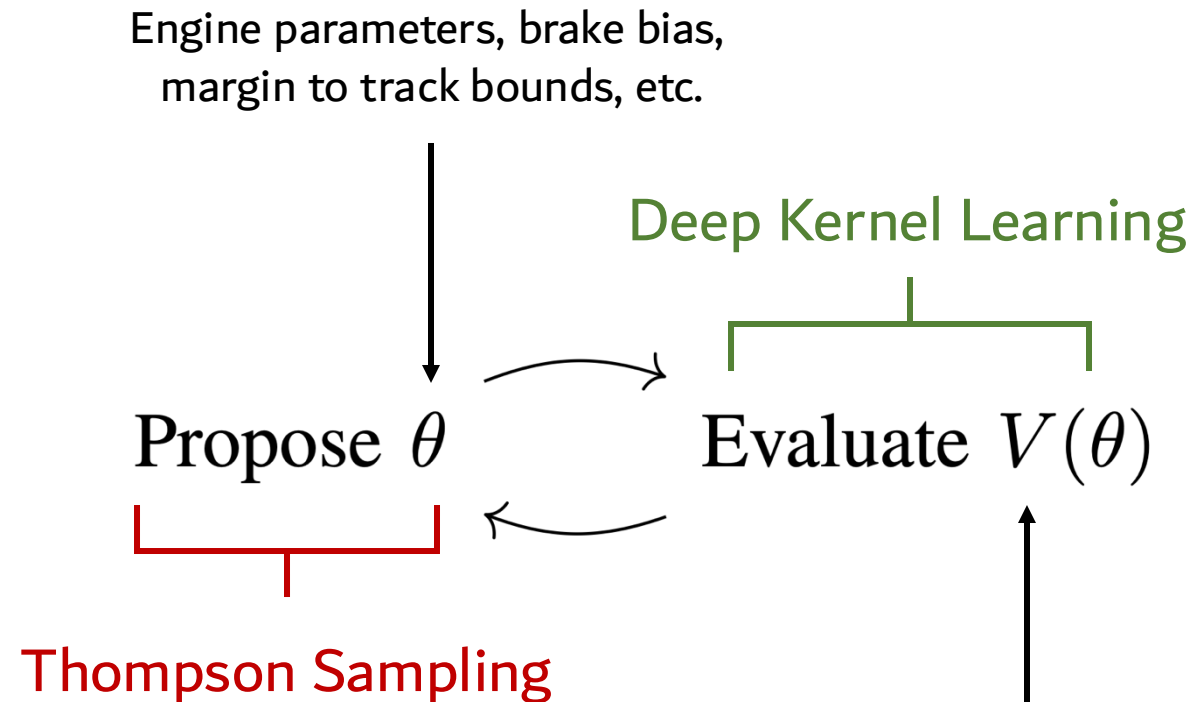 Engine parameters, brake bias,
margin to track bounds, etc.
Deep Kernel Learning
Propose θ
Evaluate V(θ)
Thompson Sampling